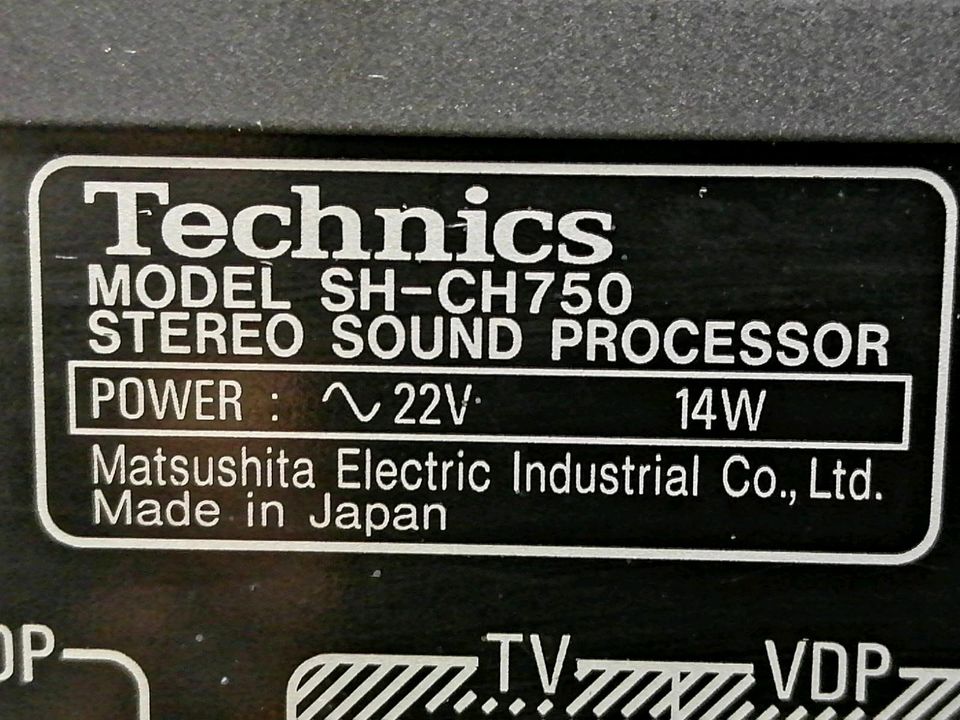 Technics
MODEL SH-CH750
STEREO SOUND PROCESSOR
POWER : ∿ 22V 14W
Matsushita Electric Industrial Co., Ltd.
Made in Japan
TV VDP